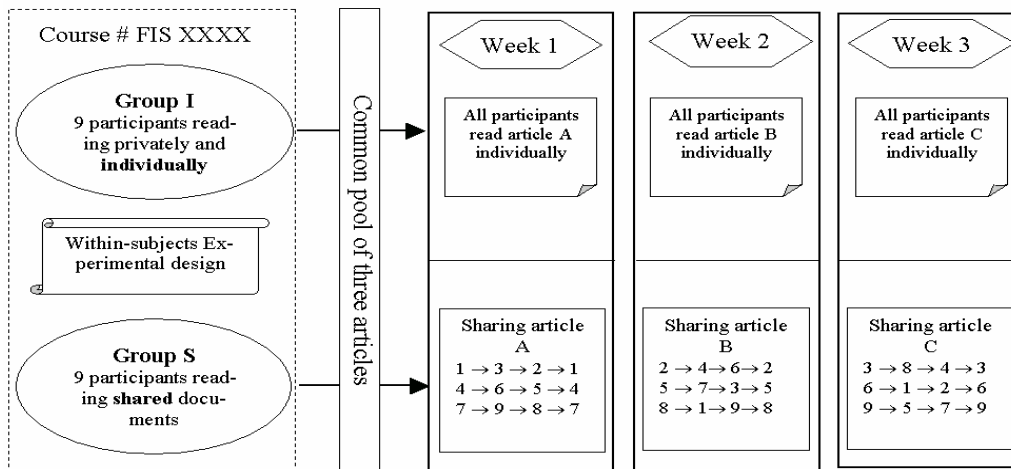 Course # FIS XXXX
Group I
9 participants read-
ing privately and
individually
Within-subjects Ex-
perimental design
Group S
9 participants read-
ing shared docu-
ments
Common pool of three articles
Week 1
All participants
read article A
individually
Sharing article
A
1 → 3 → 2 → 1
4 → 6 → 5 → 4
7 → 9 → 8 → 7
Week 2
All participants
read article B
individually
Sharing article
B
2 → 4 → 6 → 2
5 → 7 → 3 → 5
8 → 1 → 9 → 8
Week 3
All participants
read article C
individually
Sharing article
C
3 → 8 → 4 → 3
6 → 1 → 2 → 6
9 → 5 → 7 → 9